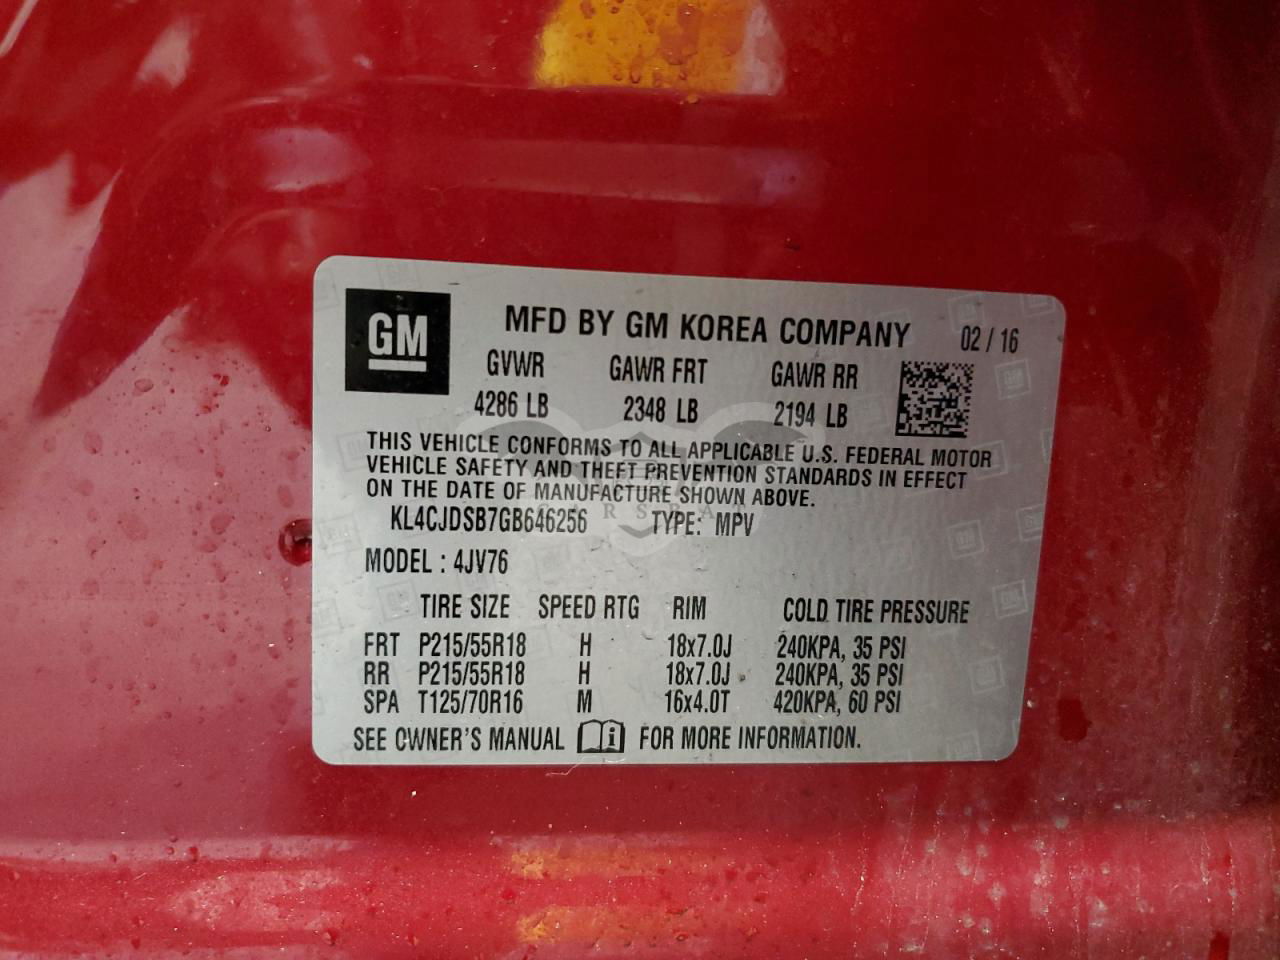 GM MFD BY GM KOREA COMPANY 02 / 16
GVWR GAWR FRT GAWR RR
4286 LB 2348 LB 2194 LB
THIS VEHICLE CONFORMS TO ALL APPLICABLE U.S. FEDERAL MOTOR
VEHICLE SAFETY AND THEFT PREVENTION STANDARDS IN EFFECT
ON THE DATE OF MANUFACTURE SHOWN ABOVE.
KL4CJDSB7GB646256 TYPE: MPV
MODEL : 4JV76
TIRE SIZE SPEED RTG RIM COLD TIRE PRESSURE
FRT P215/55R18 H 18x7.0J 240KPA, 35 PSI
RR P215/55R18 H 18x7.0J 240KPA, 35 PSI
SPA T125/70R16 M 16x4.0T 420KPA, 60 PSI
SEE OWNER'S MANUAL i FOR MORE INFORMATION.